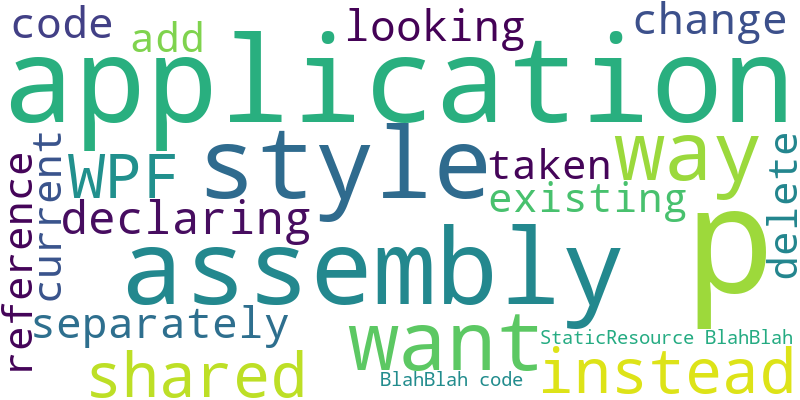 code
add
looking
change
application
WPF
style
taken
way
existing
delete
reference
current
declaring
assembly
p
separately
want
StaticResource BlahBlah
shared
BlahBlah code
instead